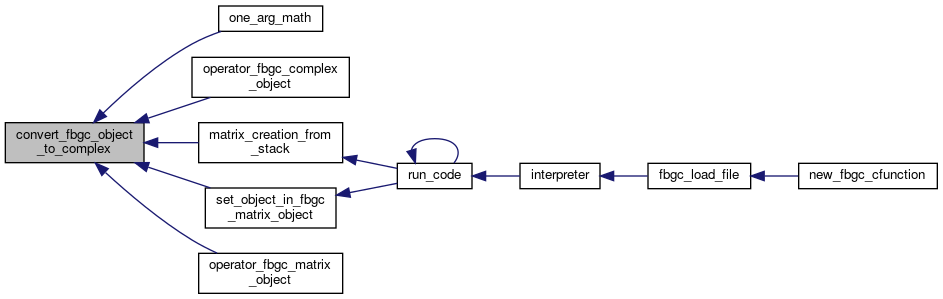 one_arg_math
operator_fbgc_complex
_object
convert_fbgc_object
_to_complex
matrix_creation_from
_stack
run_code
interpreter
fbgc_load_file
new_fbgc_cfunction
set_object_in_fbgc
_matrix_object
operator_fbgc_matrix
_object